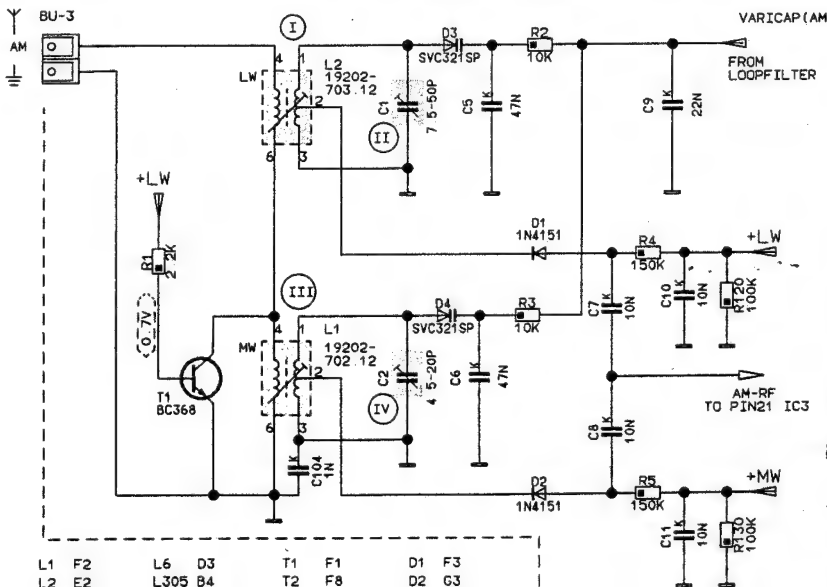 BU-3
AM
I
II
III
IV
4
1
L2
19202-
703.12
LW
2
6
3
C1
7.5-50P
D3
SVC321SP
K
C5
47N
R2
10K
VARICAP(AM
FROM
LOOPFILTER
K
C9
22N
+LW
R1
2.2K
0.7V
T1
BC368
D1
1N4151
R4
150K
+LW
K
C7
10N
K
C10
10N
R120
100K
4
1
L1
19202-
702.12
MW
2
6
3
K
C104
1N
C2
4.5-20P
D4
SVC321SP
K
C6
47N
R3
10K
AM-RF
TO PIN21 IC3
K
C8
10N
D2
1N4151
R5
150K
+MW
K
C11
10N
R130
100K
L1 F2 L6 D3 T1 F1 D1 F3
L2 E2 L305 B4 T2 F8 D2 G3